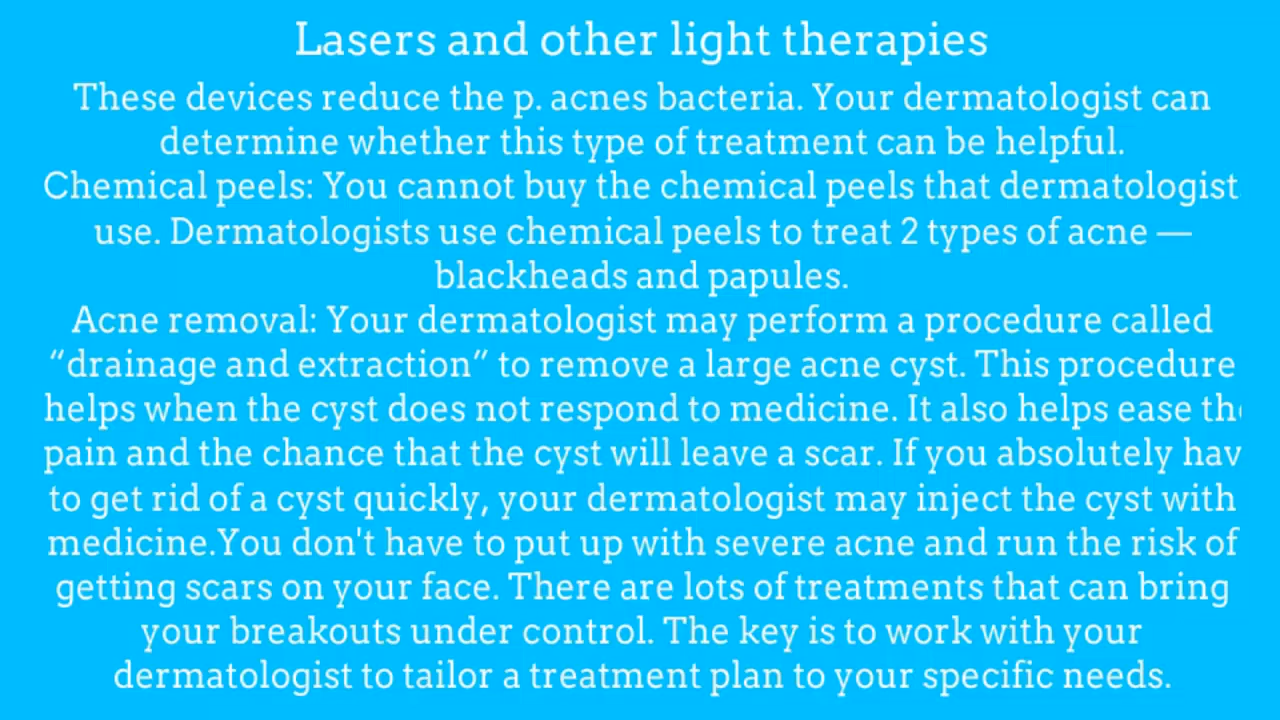 Lasers and other light therapies
These devices reduce the p. acnes bacteria. Your dermatologist can
determine whether this type of treatment can be helpful.
Chemical peels: You cannot buy the chemical peels that dermatologist
use. Dermatologists use chemical peels to treat 2 types of acne —
blackheads and papules.
Acne removal: Your dermatologist may perform a procedure called
“drainage and extraction” to remove a large acne cyst. This procedure
helps when the cyst does not respond to medicine. It also helps ease the
pain and the chance that the cyst will leave a scar. If you absolutely hav
to get rid of a cyst quickly, your dermatologist may inject the cyst with
medicine.You don't have to put up with severe acne and run the risk of
getting scars on your face. There are lots of treatments that can bring
your breakouts under control. The key is to work with your
dermatologist to tailor a treatment plan to your specific needs.